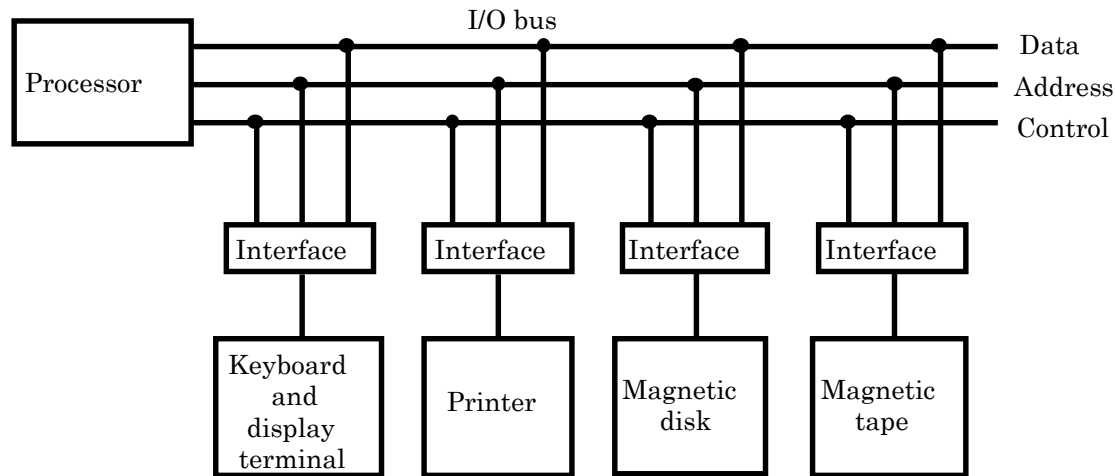 I/O bus
Processor
Data
Address
Control
Interface
Interface
Interface
Interface
Keyboard
and
display
terminal
Printer
Magnetic
disk
Magnetic
tape